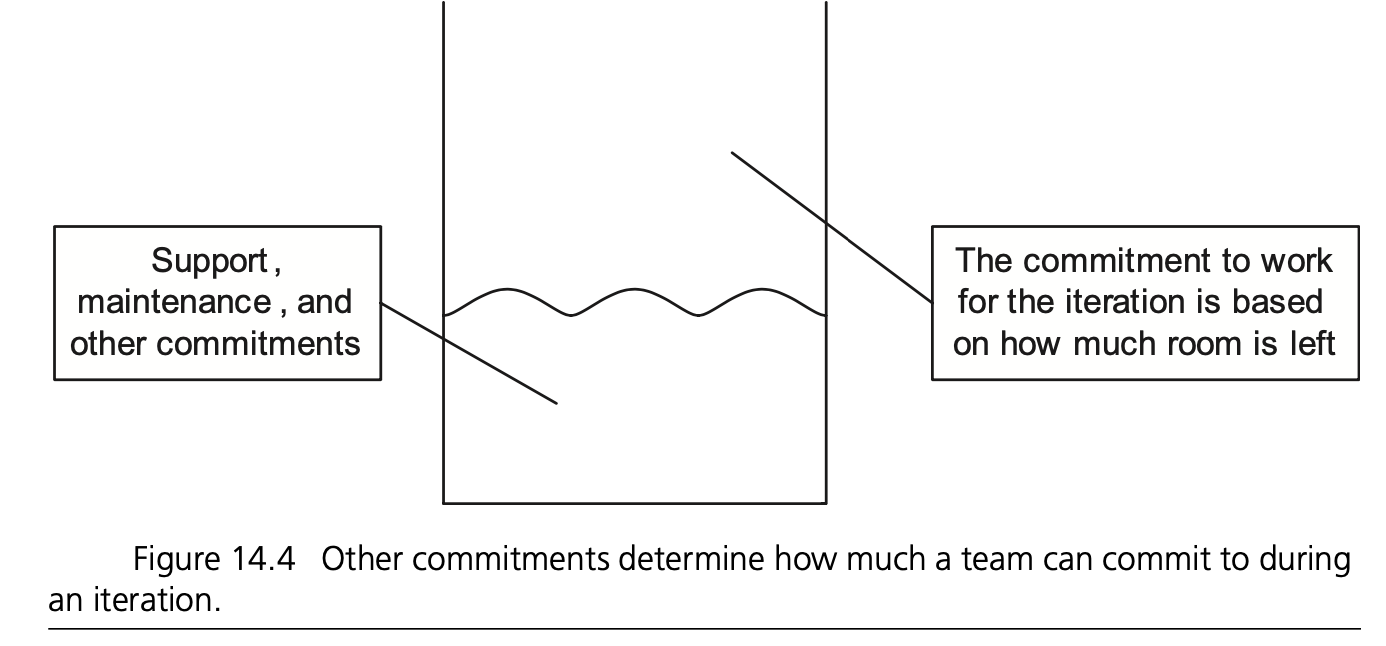 Support,
maintenance, and
other commitments
The commitment to work
for the iteration is based
on how much room is left
Figure 14.4 Other commitments determine how much a team can commit to during
an iteration.